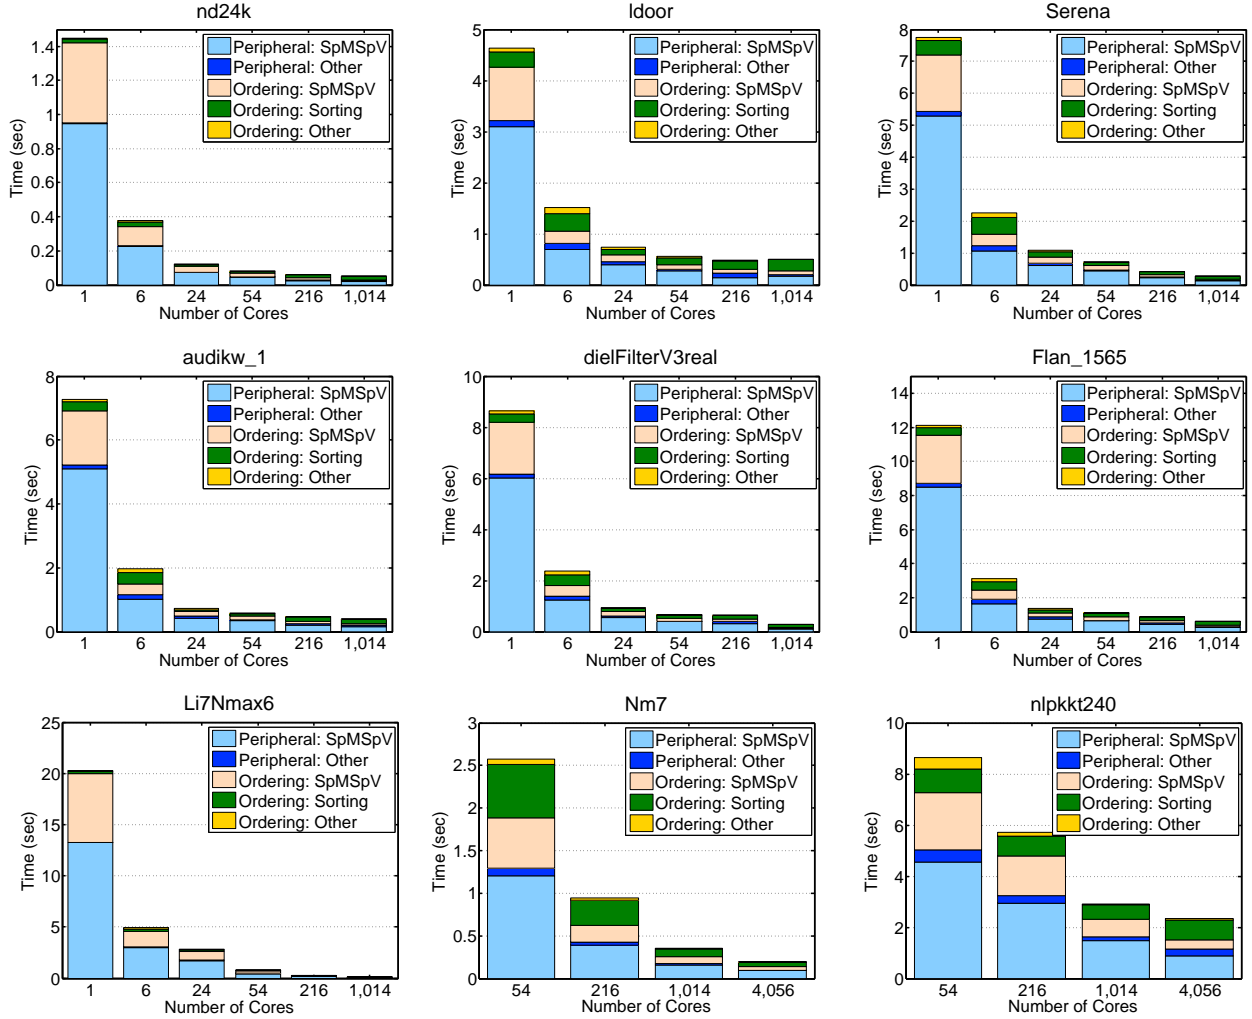 nd24k
1.4
1.2
1
0.8
0.6
0.4
0.2
0
Time (sec)
Peripheral: SpMSpV
Peripheral: Other
Ordering: SpMSpV
Ordering: Sorting
Ordering: Other
1 6 24 54 216 1,014
Number of Cores
ldoor
5
4
3
2
1
0
Time (sec)
Peripheral: SpMSpV
Peripheral: Other
Ordering: SpMSpV
Ordering: Sorting
Ordering: Other
1 6 24 54 216 1,014
Number of Cores
Serena
8
7
6
5
4
3
2
1
0
Time (sec)
Peripheral: SpMSpV
Peripheral: Other
Ordering: SpMSpV
Ordering: Sorting
Ordering: Other
1 6 24 54 216 1,014
Number of Cores
audikw_1
8
6
4
2
0
Time (sec)
Peripheral: SpMSpV
Peripheral: Other
Ordering: SpMSpV
Ordering: Sorting
Ordering: Other
1 6 24 54 216 1,014
Number of Cores
dielFilterV3real
10
8
6
4
2
0
Time (sec)
Peripheral: SpMSpV
Peripheral: Other
Ordering: SpMSpV
Ordering: Sorting
Ordering: Other
1 6 24 54 216 1,014
Number of Cores
Flan_1565
14
12
10
8
6
4
2
0
Time (sec)
Peripheral: SpMSpV
Peripheral: Other
Ordering: SpMSpV
Ordering: Sorting
Ordering: Other
1 6 24 54 216 1,014
Number of Cores
Li7Nmax6
25
20
15
10
5
0
Time (sec)
Peripheral: SpMSpV
Peripheral: Other
Ordering: SpMSpV
Ordering: Sorting
Ordering: Other
1 6 24 54 216 1,014
Number of Cores
Nm7
3
2.5
2
1.5
1
0.5
0
Time (sec)
Peripheral: SpMSpV
Peripheral: Other
Ordering: SpMSpV
Ordering: Sorting
Ordering: Other
54 216 1,014 4,056
Number of Cores
nlpkkt240
10
8
6
4
2
0
Time (sec)
Peripheral: SpMSpV
Peripheral: Other
Ordering: SpMSpV
Ordering: Sorting
Ordering: Other
54 216 1,014 4,056
Number of Cores